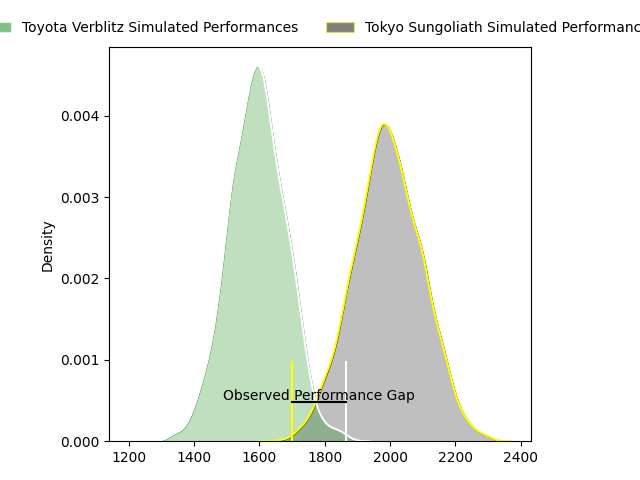 Toyota Verblitz Simulated Performances
Tokyo Sungoliath Simulated Performanc
0.004
0.003
0.002
0.001
0.000
Density
Observed Performance Gap
1200 1400 1600 1800 2000 2200 2400